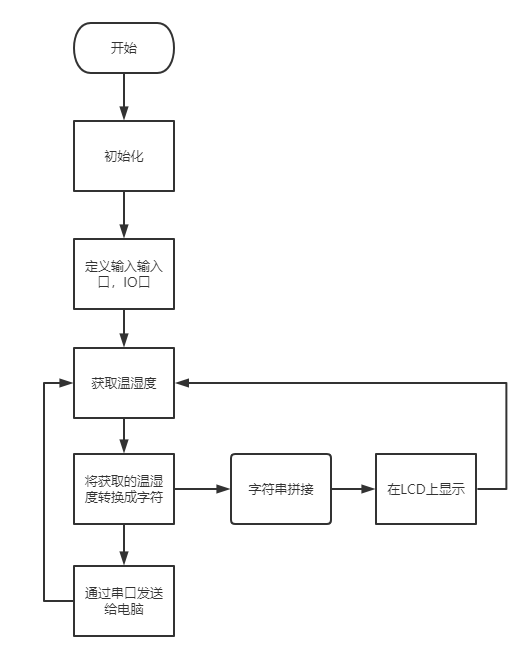 开始
初始化
定义输入输入
口，IO口
获取温湿度
将获取的温湿
度转换成字符
字符串拼接
在LCD上显示
通过串口发送
给电脑